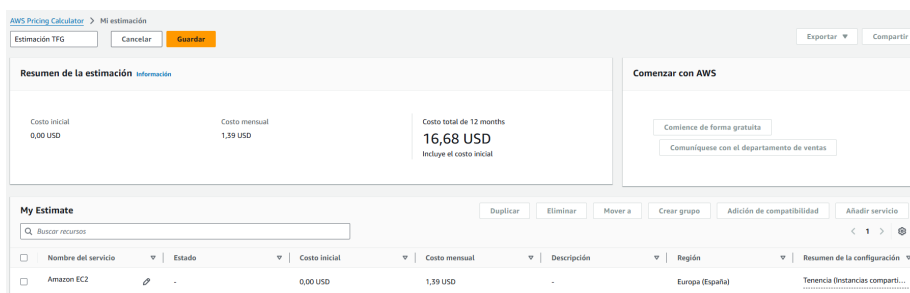 AWS Pricing Calculator > Mi estimación
Estimación TFG Cancelar Guardar Exportar ▼ Compartir
Resumen de la estimación Información
Comenzar con AWS
Costo inicial
0,00 USD
Costo mensual
1,39 USD
Costo total de 12 months
16,68 USD
Incluye el costo inicial
Comience de forma gratuita
Comuníquese con el departamento de ventas
My Estimate
Duplicar Eliminar Mover a Crear grupo Adición de compatibilidad Añadir servicio
Buscar recursos
< 1 >
Nombre del servicio Estado Costo inicial Costo mensual Descripción Región Resumen de la configuración
Amazon EC2 - 0,00 USD 1,39 USD - Europa (España) Tenencia (Instancias comparti...